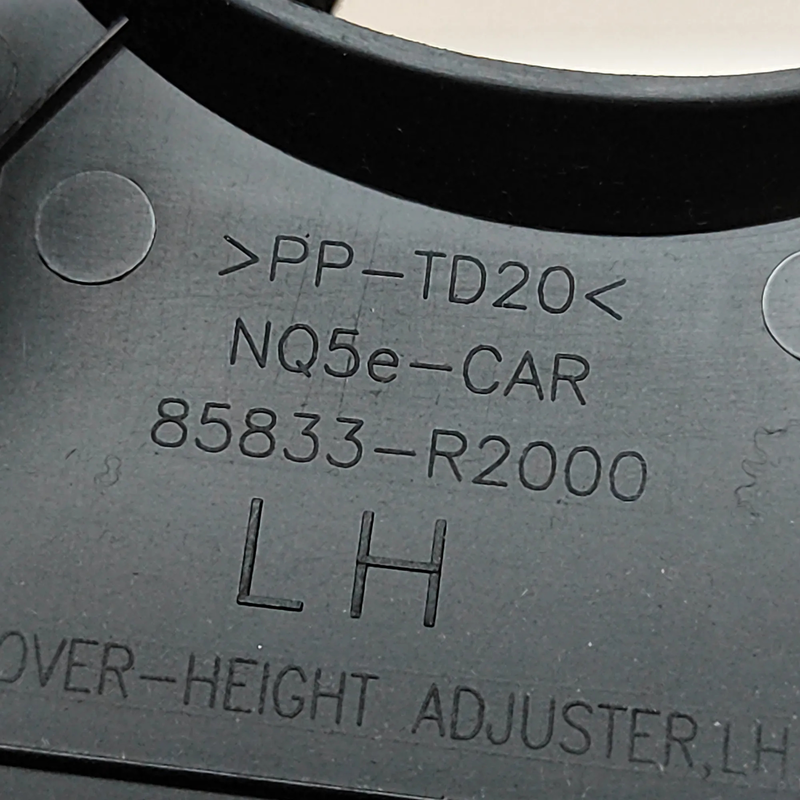 >PP-TD20<
NQ5e-CAR
85833-R2000
LH
OVER-HEIGHT ADJUSTER,LH